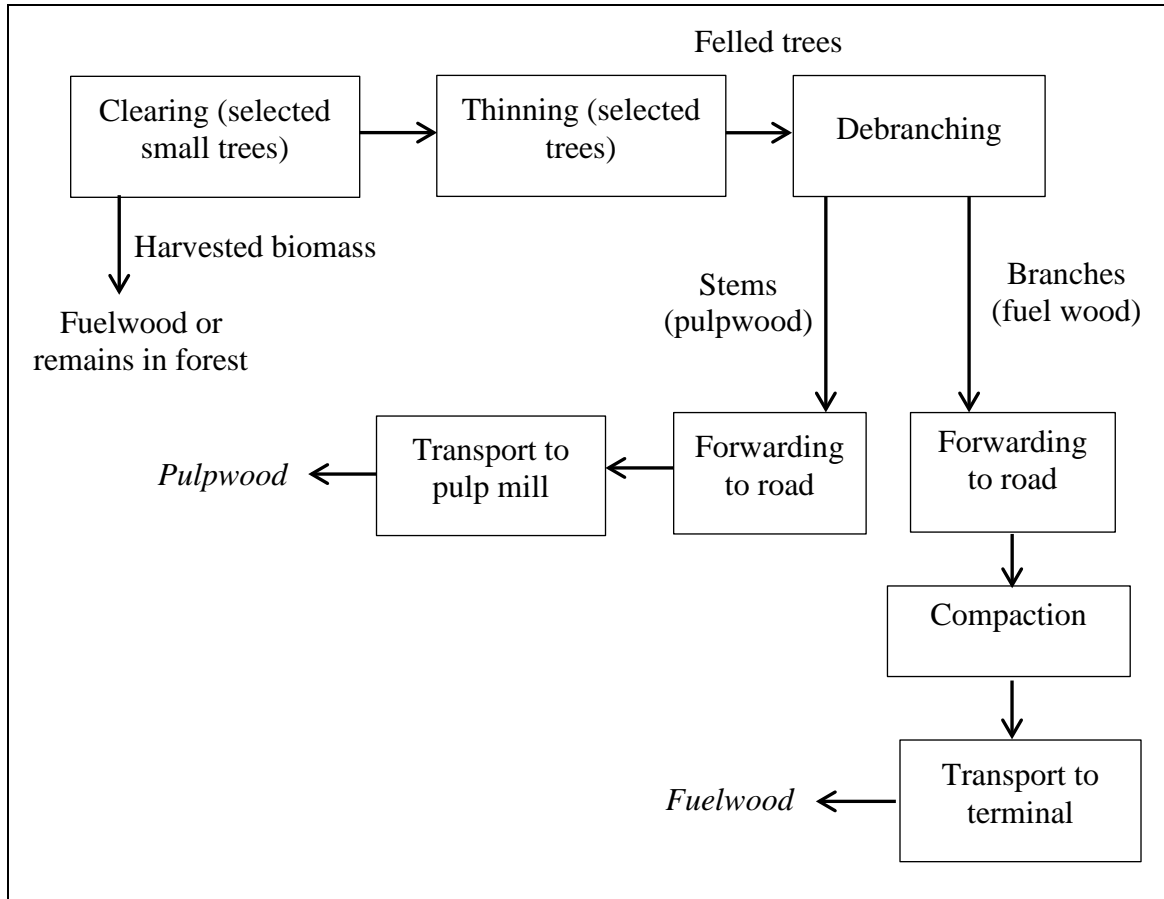 Felled trees
Clearing (selected
small trees)
Thinning (selected
trees)
Debranching
Harvested biomass
Fuelwood or
remains in forest
Stems
(pulpwood)
Branches
(fuel wood)
Pulpwood
Transport to
pulp mill
Forwarding
to road
Forwarding
to road
Compaction
Fuelwood
Transport to
terminal